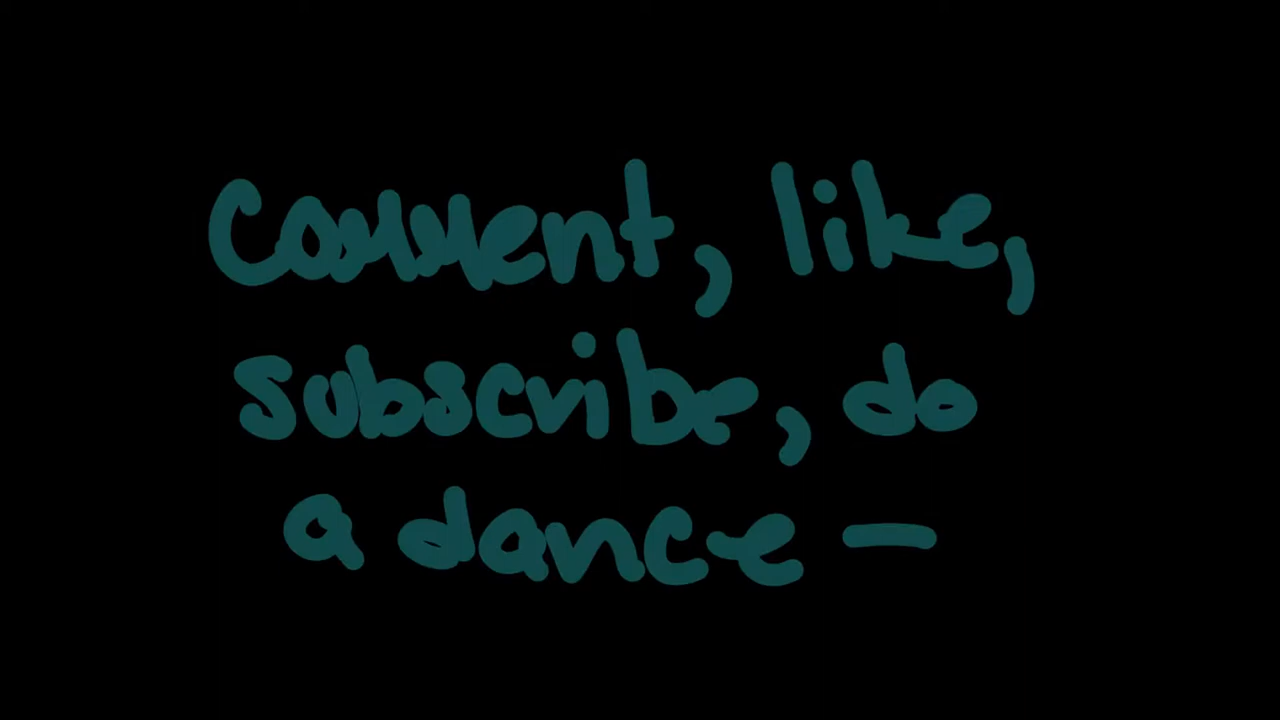 comment, like,
subscribe, do
a dance —